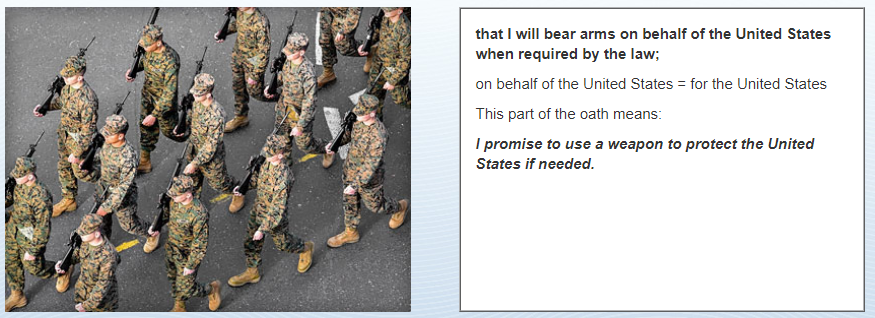 that I will bear arms on behalf of the United States
when required by the law;
on behalf of the United States = for the United States
This part of the oath means:
I promise to use a weapon to protect the United
States if needed.